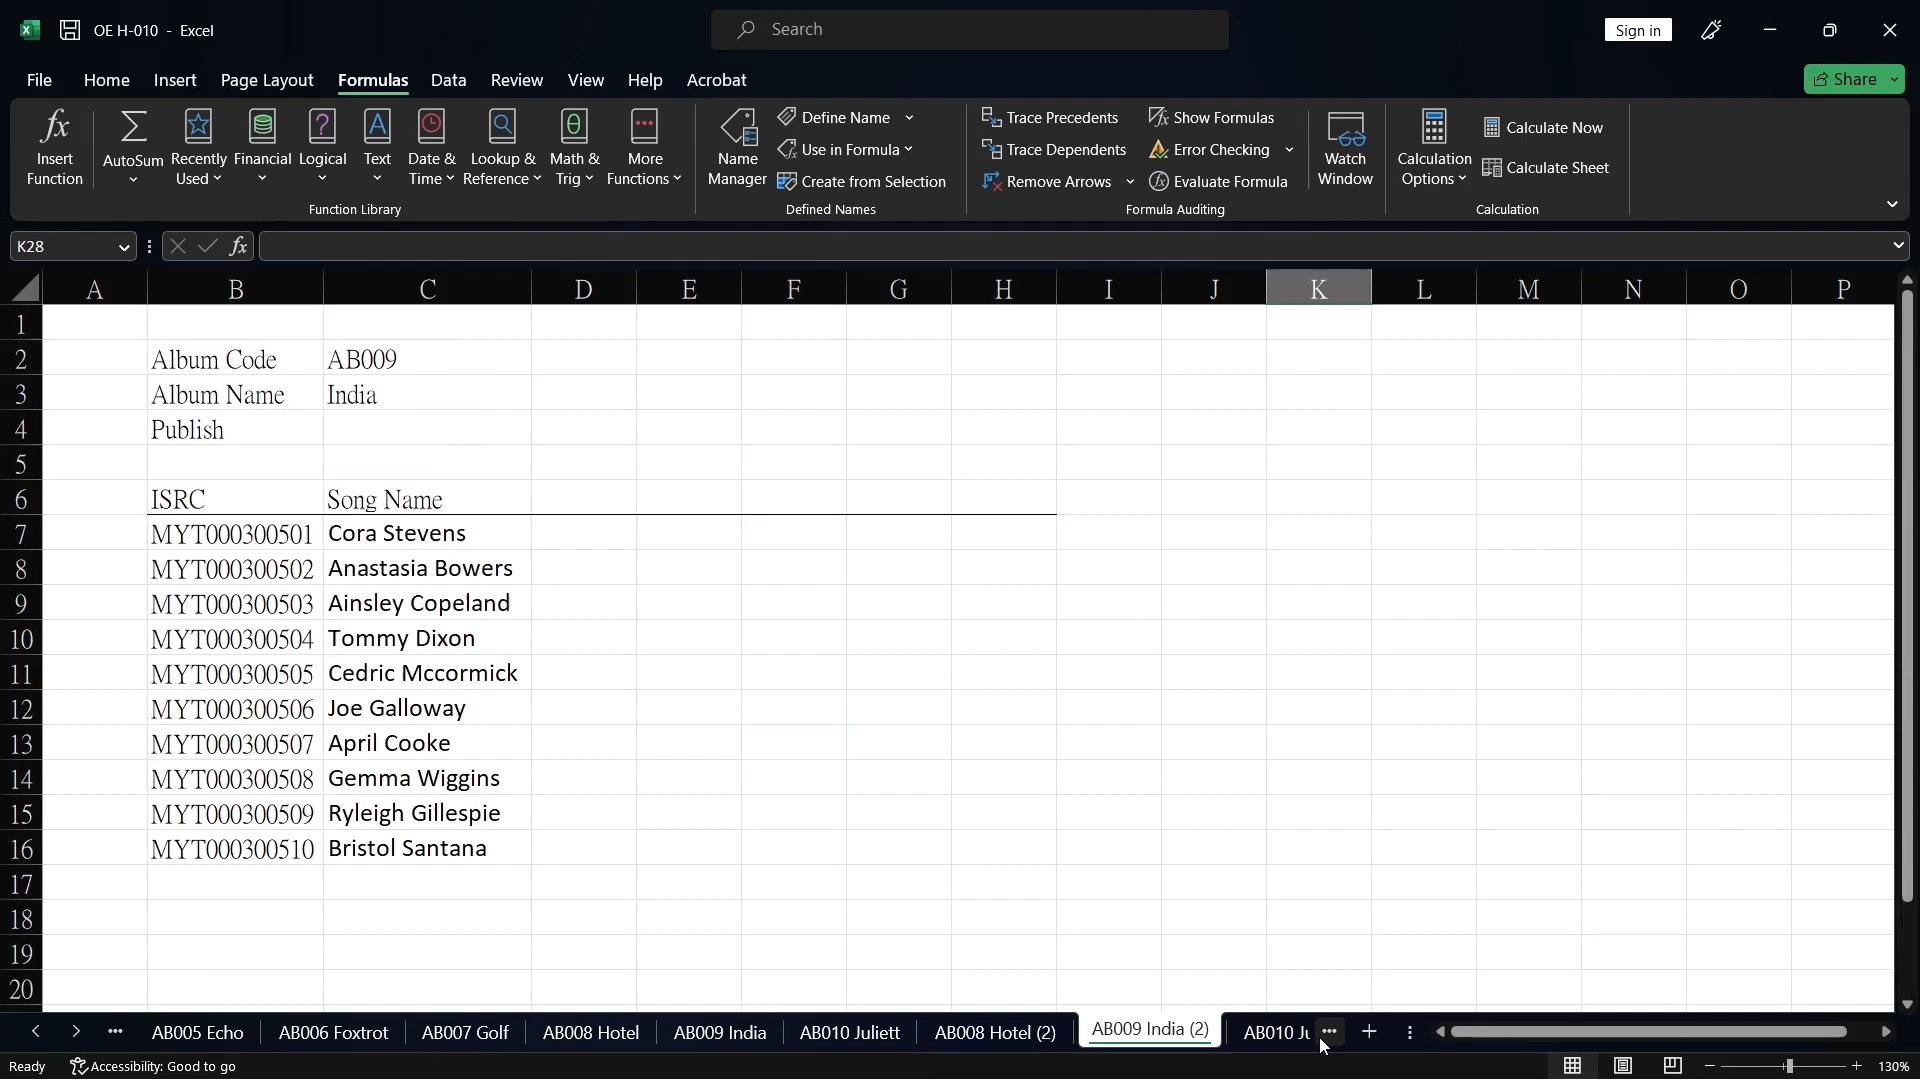 OE H-010 - Excel
Search
Sign in
File Home Insert Page Layout Formulas Data Review View Help Acrobat
Share
Insert Function
AutoSum
Recently Used
Financial
Logical
Text
Date & Time
Lookup & Reference
Math & Trig
More Functions
Function Library
Name Manager
Define Name
Use in Formula
Create from Selection
Defined Names
Trace Precedents
Trace Dependents
Remove Arrows
Show Formulas
Error Checking
Evaluate Formula
Formula Auditing
Watch Window
Calculation Options
Calculate Now
Calculate Sheet
Calculation
K28
fx
A B C D E F G H I J K L M N O P
1
2 Album Code AB009
3 Album Name India
4 Publish
5
6 ISRC Song Name
7 MYT000300501 Cora Stevens
8 MYT000300502 Anastasia Bowers
9 MYT000300503 Ainsley Copeland
10 MYT000300504 Tommy Dixon
11 MYT000300505 Cedric Mccormick
12 MYT000300506 Joe Galloway
13 MYT000300507 April Cooke
14 MYT000300508 Gemma Wiggins
15 MYT000300509 Ryleigh Gillespie
16 MYT000300510 Bristol Santana
17
18
19
20
AB005 Echo AB006 Foxtrot AB007 Golf AB008 Hotel AB009 India AB010 Juliett AB008 Hotel (2) AB009 India (2) AB010 Ju
Ready Accessibility: Good to go 130%